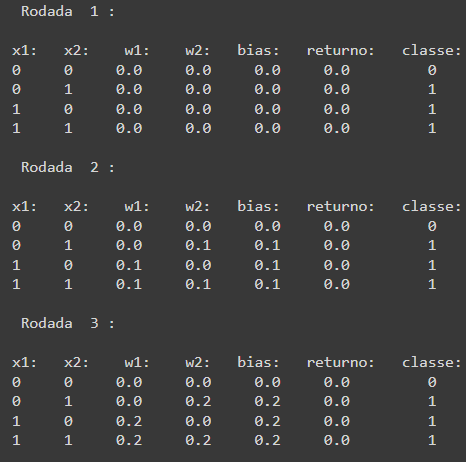 Rodada 1 :
x1: x2: w1: w2: bias: returno: classe:
0 0 0.0 0.0 0.0 0.0 0
0 1 0.0 0.0 0.0 0.0 1
1 0 0.0 0.0 0.0 0.0 1
1 1 0.0 0.0 0.0 0.0 1
Rodada 2 :
x1: x2: w1: w2: bias: returno: classe:
0 0 0.0 0.0 0.0 0.0 0
0 1 0.0 0.1 0.1 0.0 1
1 0 0.1 0.0 0.1 0.0 1
1 1 0.1 0.1 0.1 0.0 1
Rodada 3 :
x1: x2: w1: w2: bias: returno: classe:
0 0 0.0 0.0 0.0 0.0 0
0 1 0.0 0.2 0.2 0.0 1
1 0 0.2 0.0 0.2 0.0 1
1 1 0.2 0.2 0.2 0.0 1